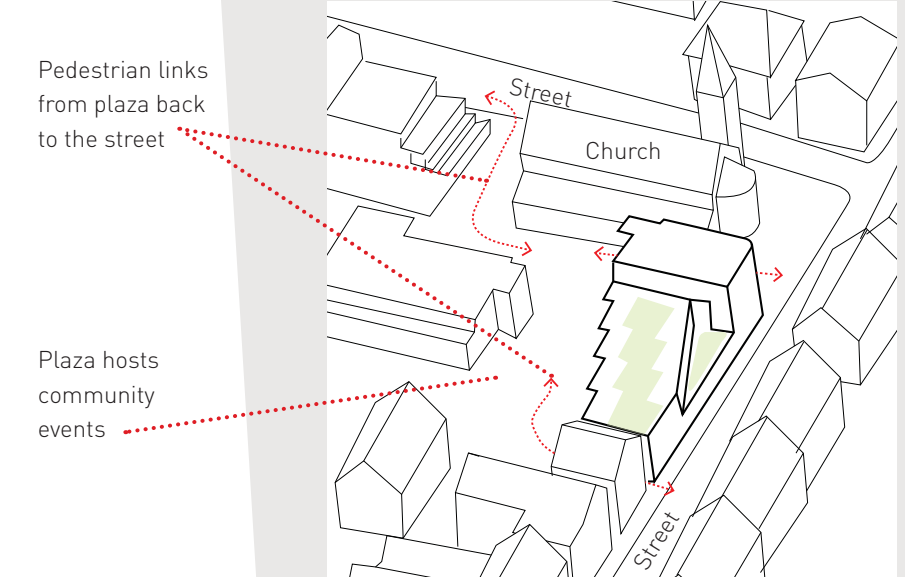 Pedestrian links
from plaza back
to the street
Street
Church
Plaza hosts
community
events
Street